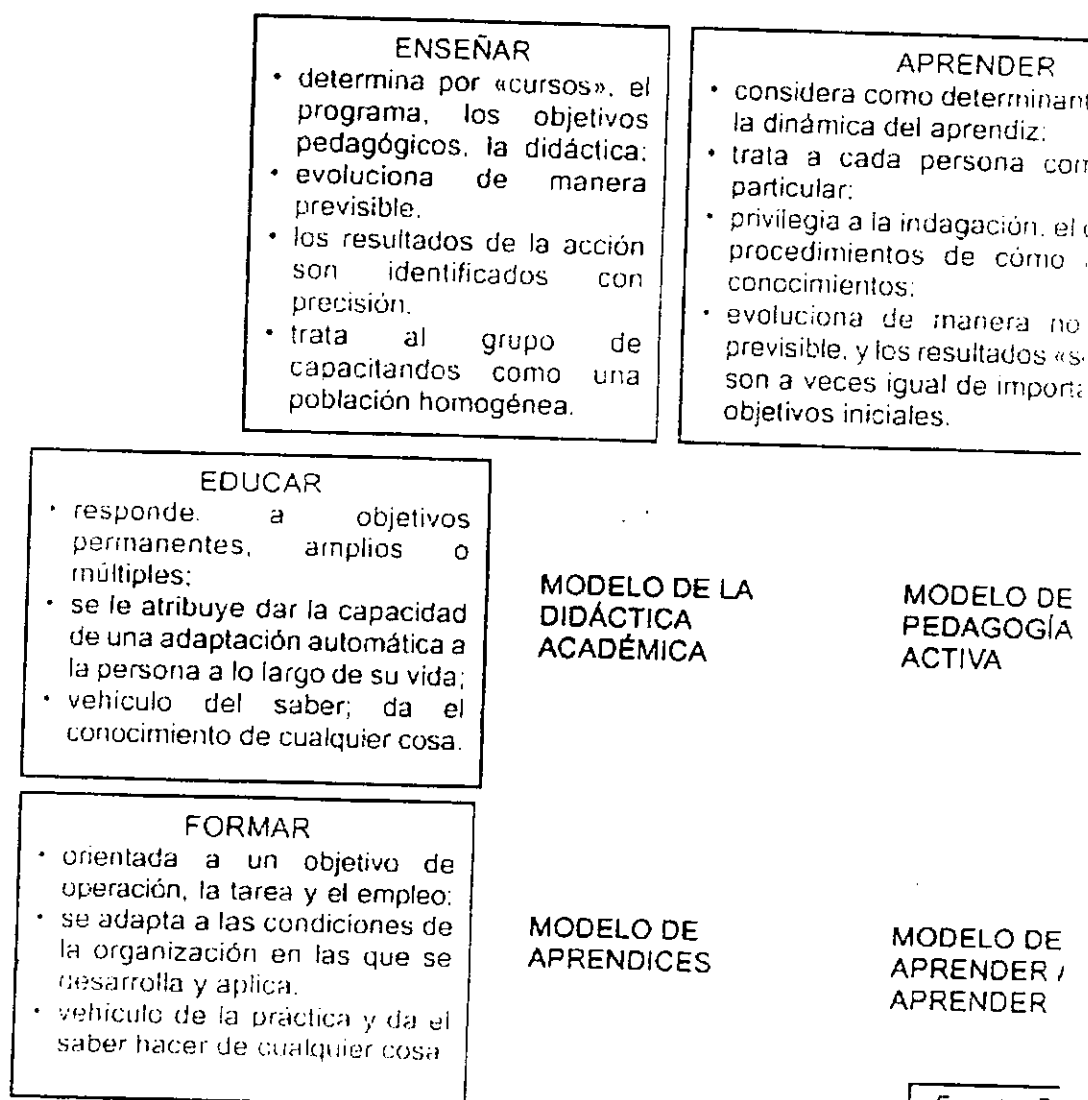 ENSEÑAR
• determina por «cursos», el
programa, los objetivos
pedagógicos, la didáctica;
• evoluciona de manera
previsible.
• los resultados de la acción
son identificados con
precisión.
• trata al grupo de
capacitandos como una
población homogénea.
APRENDER
• considera como
la dinámica del aprendiz;
• trata a cada persona
particular;
• privilegia a la indagación, el
procedimientos de cómo
conocimientos;
• evoluciona de manera no
previsible, y los resultados
son a veces igual de
objetivos iniciales.
EDUCAR
• responde. a objetivos
permanentes, amplios o
múltiples;
• se le atribuye dar la capacidad
de una adaptación automática a
la persona a lo largo de su vida;
• vehículo del saber; da el
conocimiento de cualquier cosa.
MODELO DE LA
DIDÁCTICA
ACADÉMICA
MODELO DE
PEDAGOGÍA
ACTIVA
FORMAR
• orientada a un objetivo de
operación, la tarea y el empleo;
• se adapta a las condiciones de
la organización en las que se
desarrolla y aplica.
• vehículo de la práctica y da el
saber hacer de cualquier cosa
MODELO DE
APRENDICES
MODELO DE
APRENDER
APRENDER